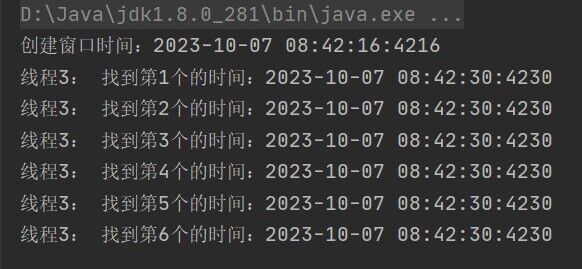 D:\Java\jdk1.8.0_281\bin\java.exe ...
创建窗口时间：2023-10-07 08:42:16:4216
线程3： 找到第1个的时间：2023-10-07 08:42:30:4230
线程3： 找到第2个的时间：2023-10-07 08:42:30:4230
线程3： 找到第3个的时间：2023-10-07 08:42:30:4230
线程3： 找到第4个的时间：2023-10-07 08:42:30:4230
线程3： 找到第5个的时间：2023-10-07 08:42:30:4230
线程3： 找到第6个的时间：2023-10-07 08:42:30:4230